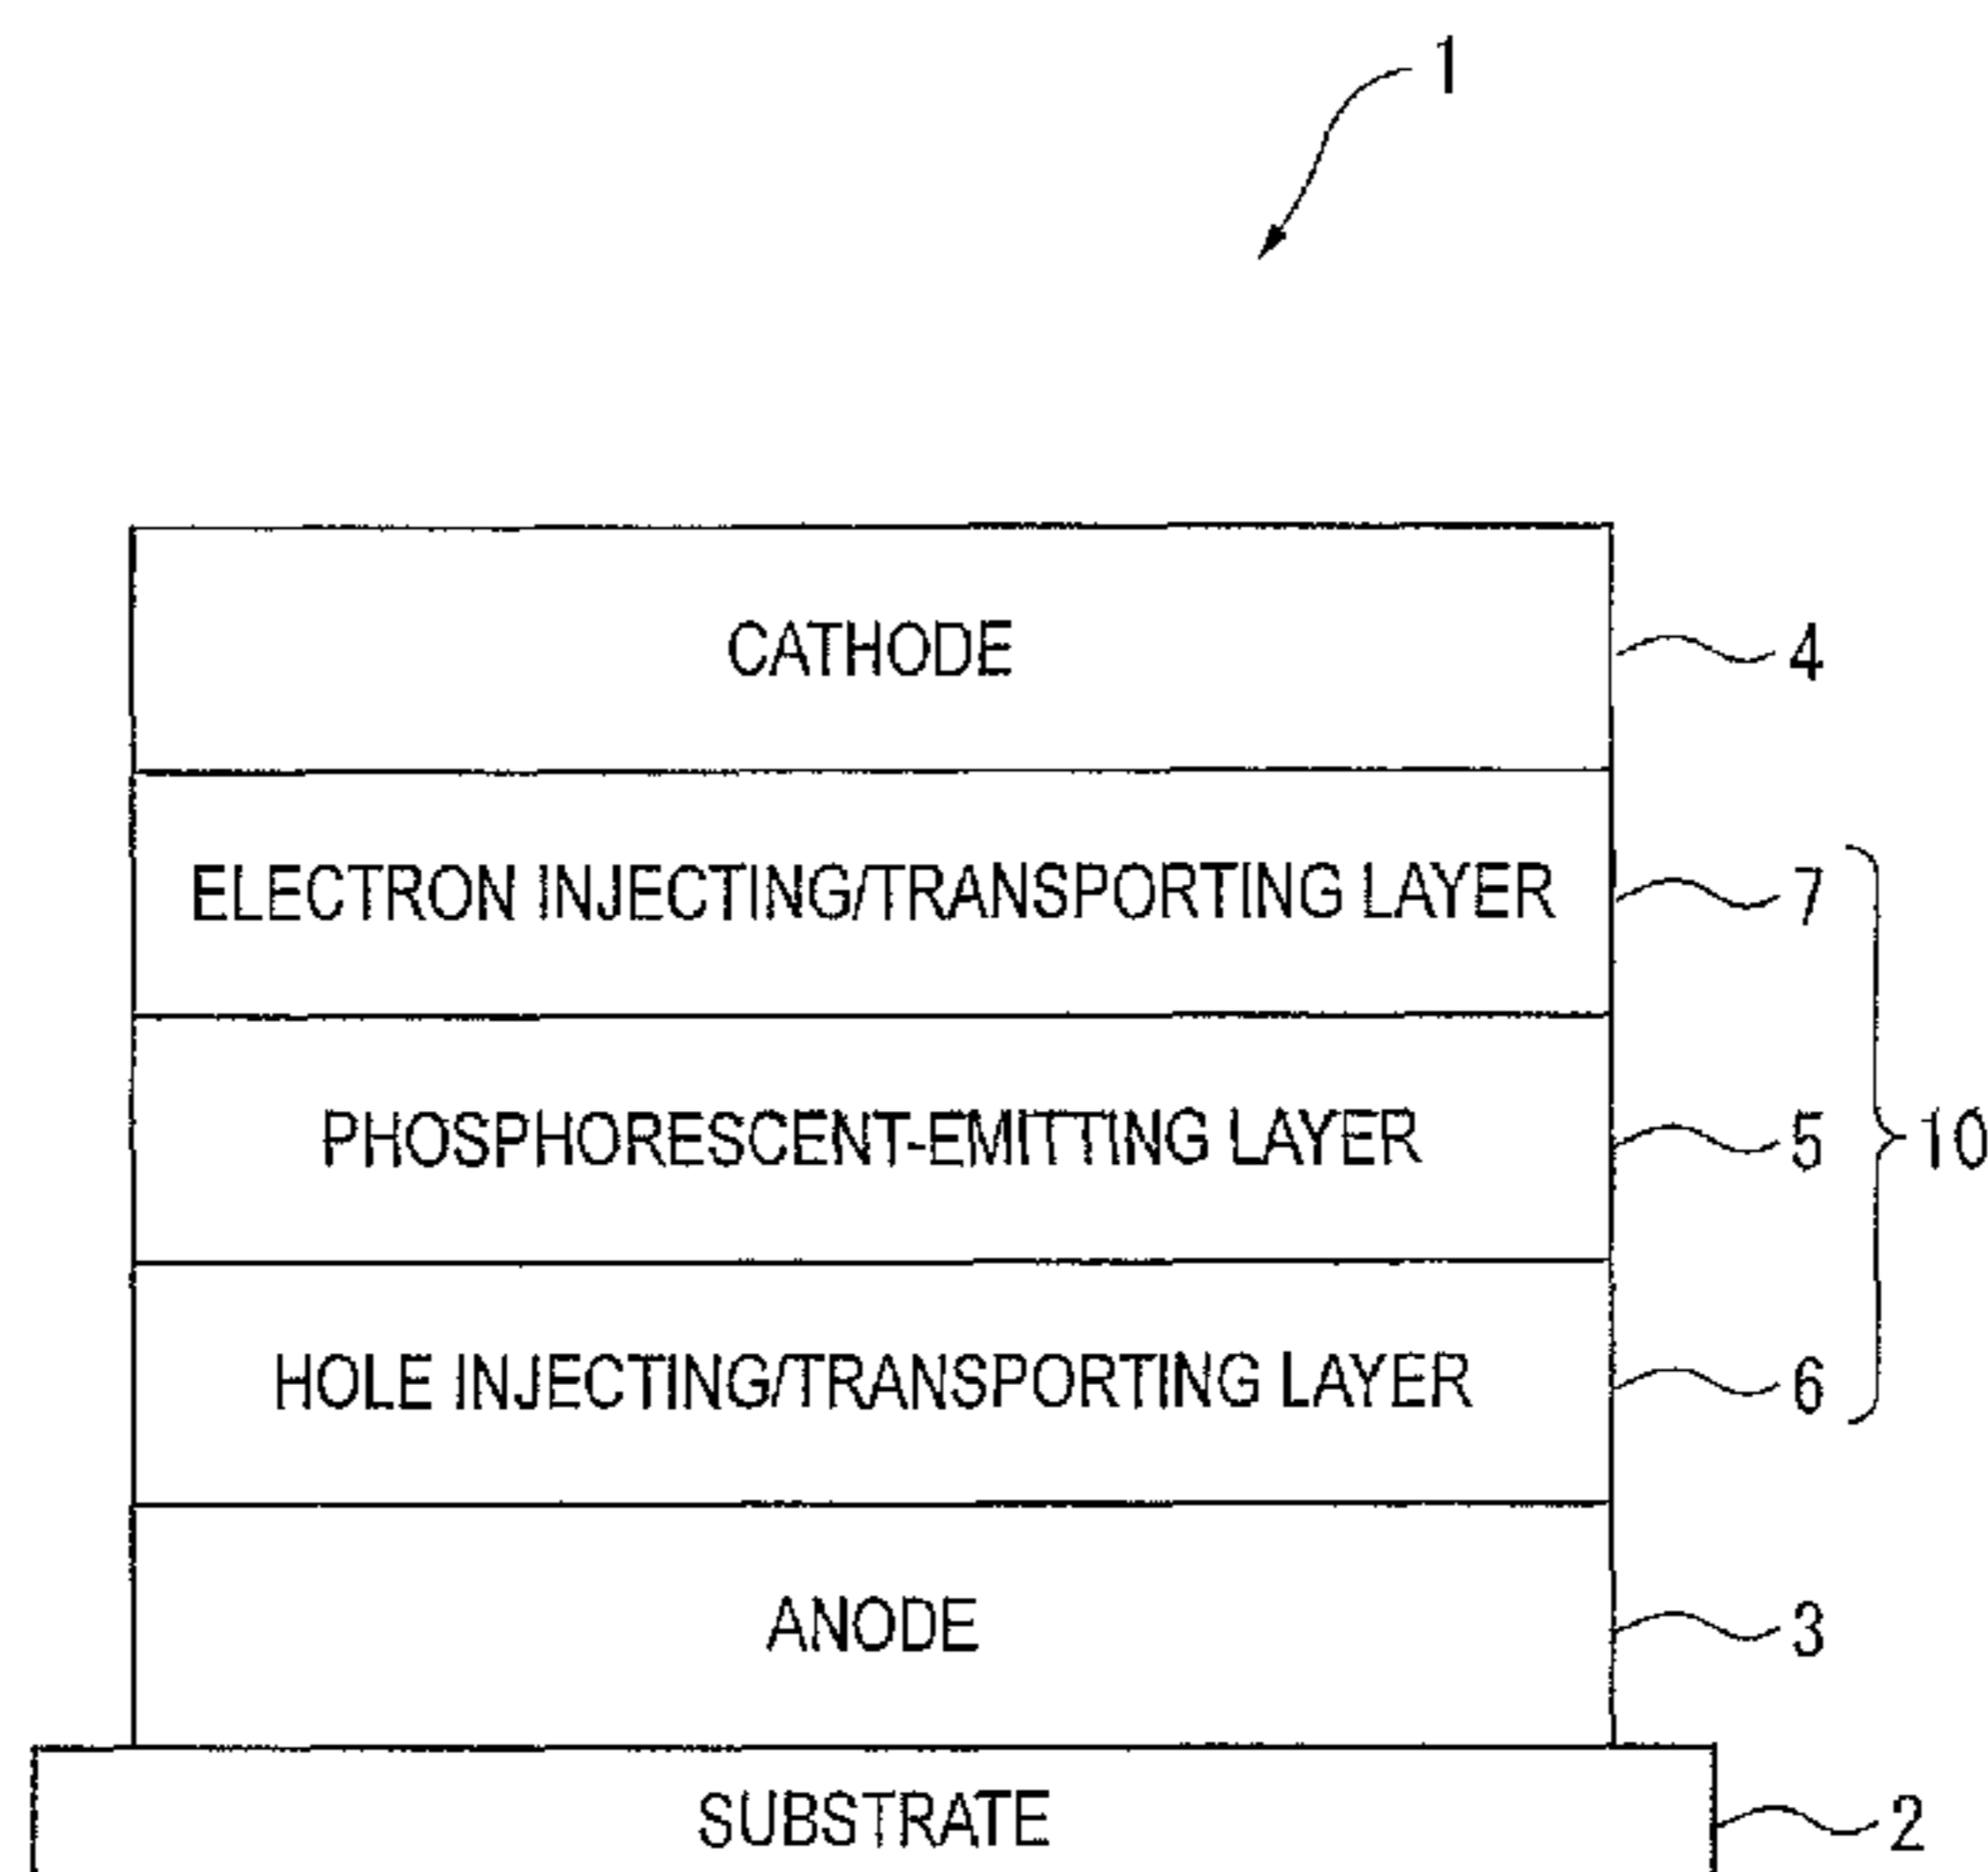 1
CATHODE 4
ELECTRON INJECTING/TRANSPORTING LAYER 7
PHOSPHORESCENT-EMITTING LAYER 5 10
HOLE INJECTING/TRANSPORTING LAYER 6
ANODE 3
SUBSTRATE 2